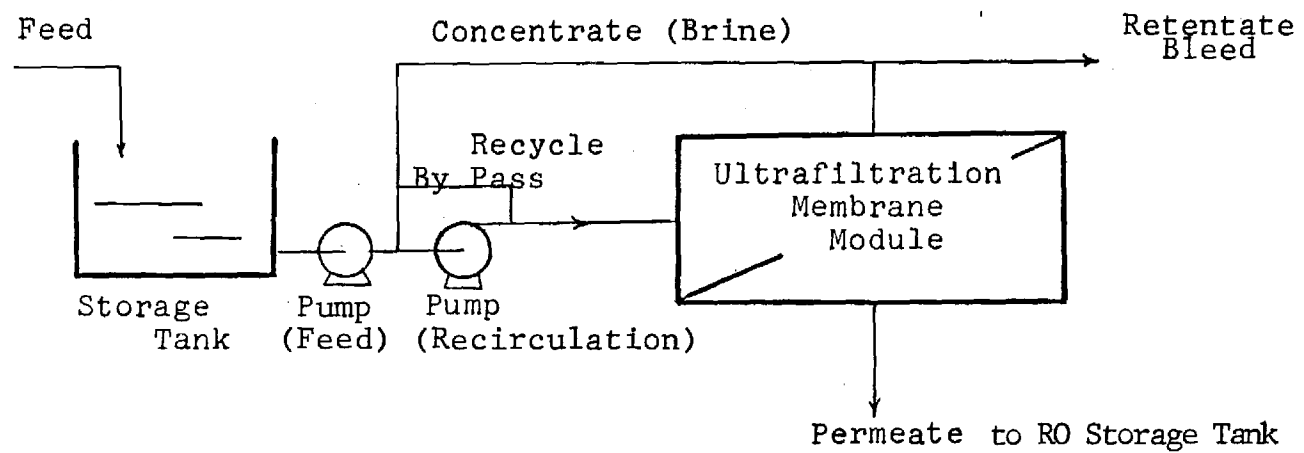 Feed
Concentrate (Brine)
Retentate
Bleed
Recycle
By Pass
Ultrafiltration
Membrane
Module
Storage
Tank
Pump
(Feed)
Pump
(Recirculation)
Permeate to RO Storage Tank